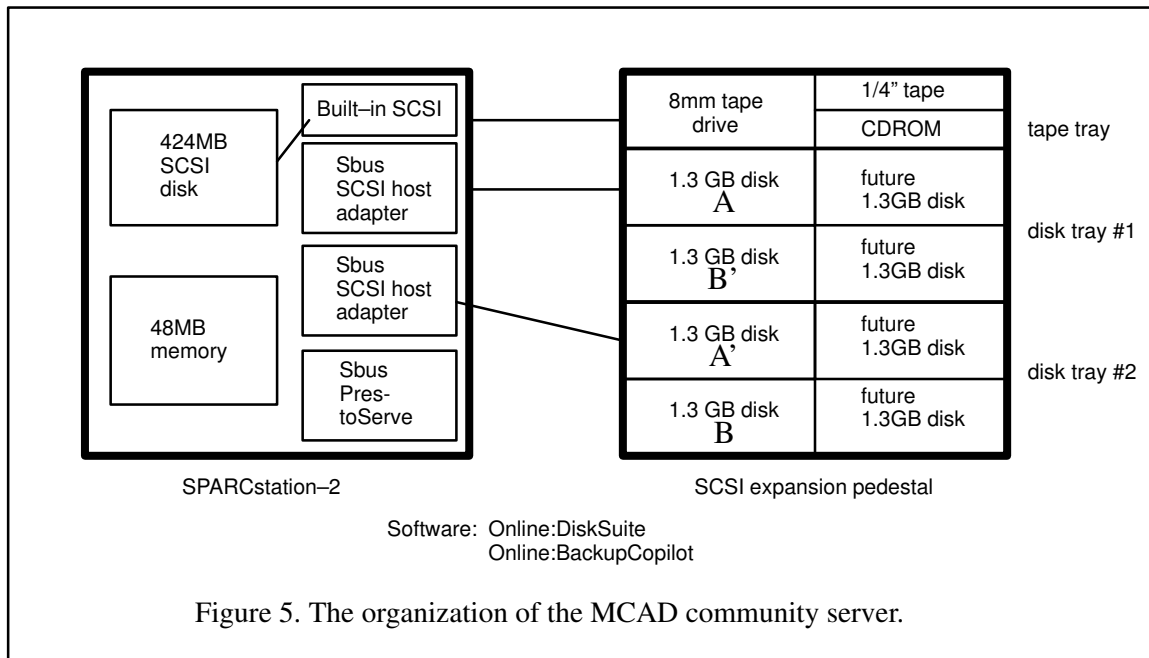 424MB
SCSI
disk
48MB
memory
Built–in SCSI
Sbus
SCSI host
adapter
Sbus
SCSI host
adapter
Sbus
Pres-
toServe
SPARCstation–2
8mm tape
drive
1/4” tape
CDROM
tape tray
1.3 GB disk
A
future
1.3GB disk
disk tray #1
1.3 GB disk
B’
future
1.3GB disk
1.3 GB disk
A’
future
1.3GB disk
disk tray #2
1.3 GB disk
B
future
1.3GB disk
SCSI expansion pedestal
Software: Online:DiskSuite
Online:BackupCopilot
Figure 5. The organization of the MCAD community server.